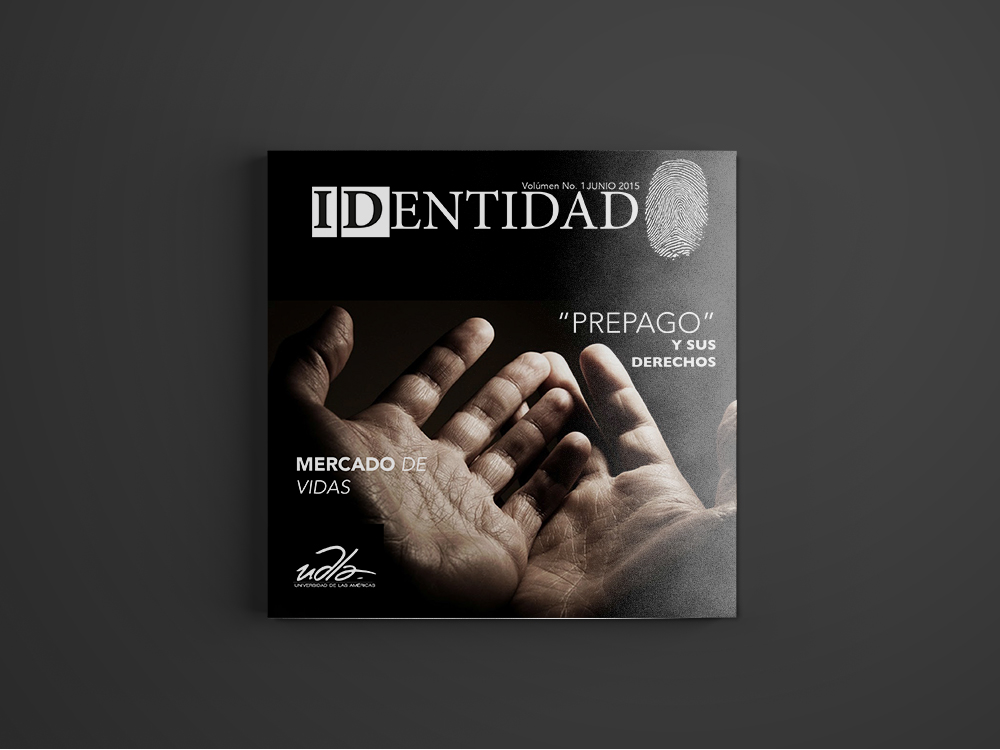 Volúmen No. 1 JUNIO 2015
IDENTIDAD
“PREPAGO”
Y SUS
DERECHOS
MERCADO DE
VIDAS
udla
UNIVERSIDAD DE LAS AMÉRICAS